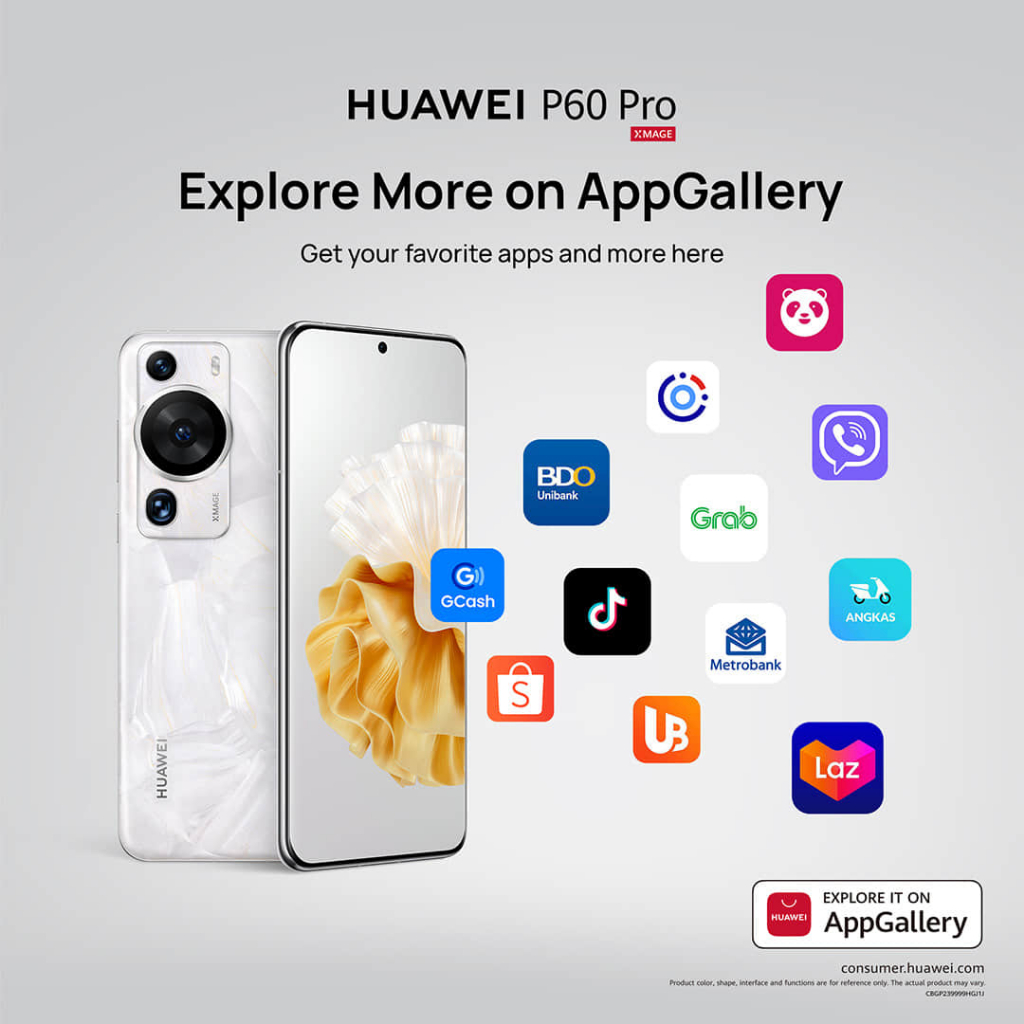 HUAWEI P60 Pro
XMAGE
Explore More on AppGallery
Get your favorite apps and more here
XMAGE
HUAWEI
BDO
Unibank
Grab
GCash
ANGKAS
Metrobank
S
UB
Laz
HUAWEI
EXPLORE IT ON
AppGallery
consumer.huawei.com
Product color, shape, interface and functions are for reference only. The actual product may vary.
CBGP239999HGJ1J